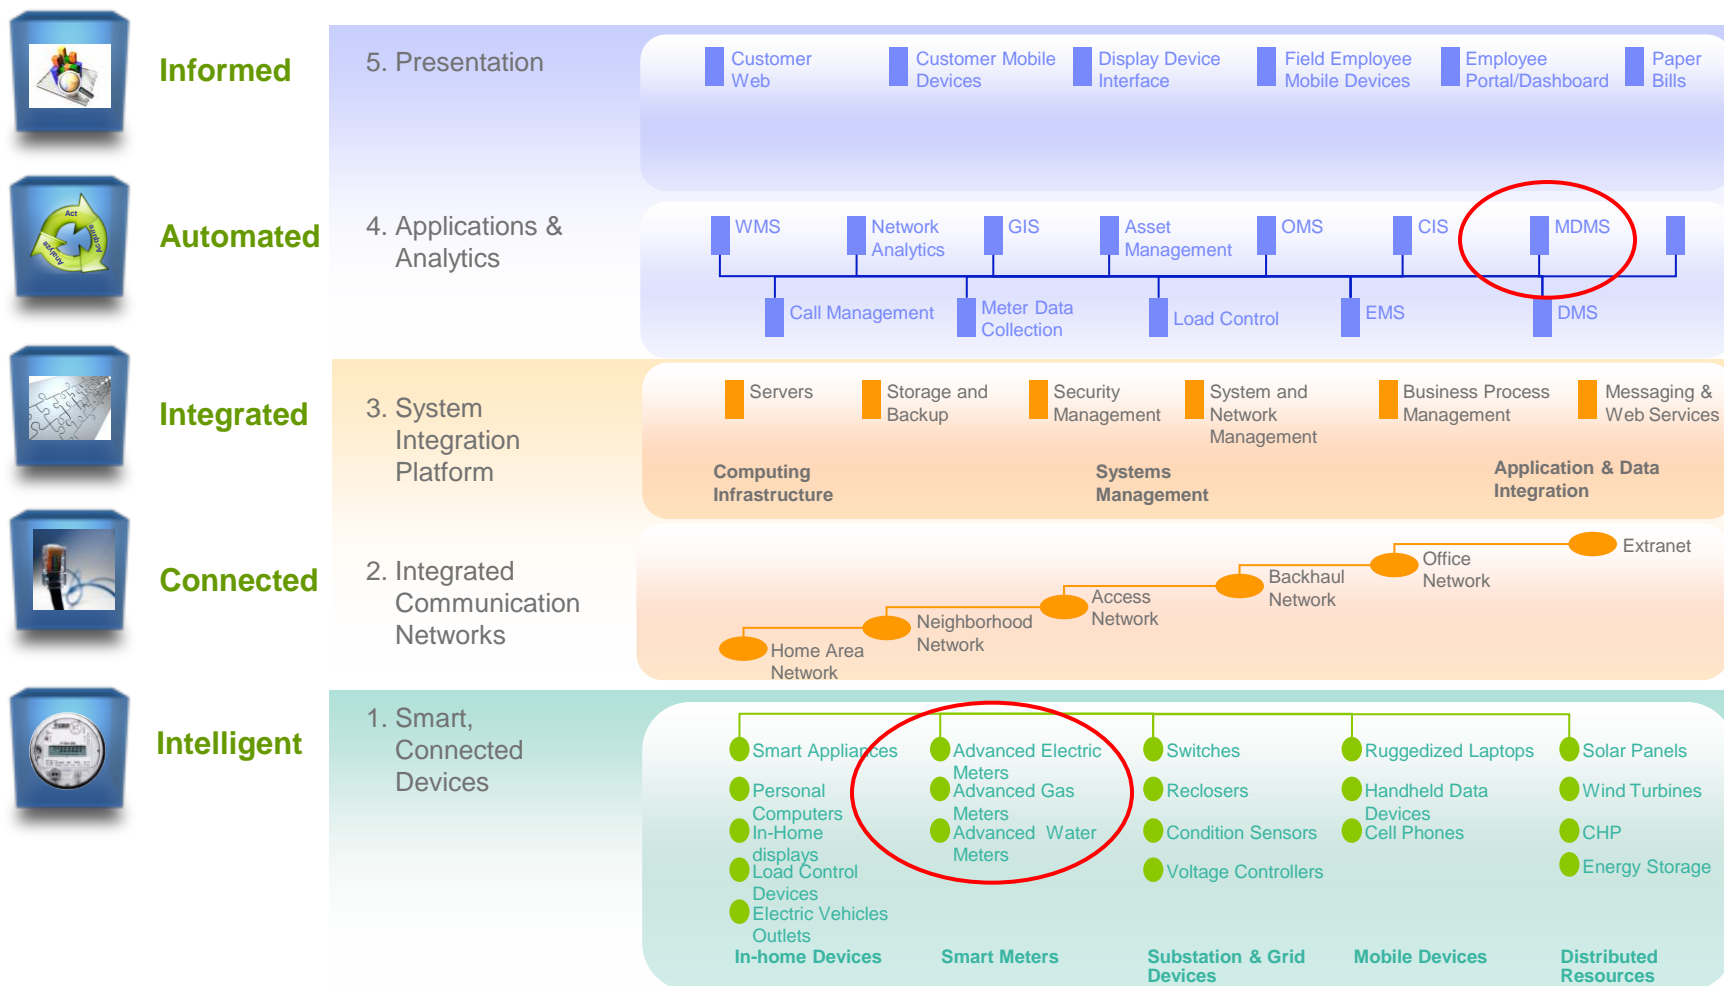 Informed
5. Presentation
Customer
Web
Customer Mobile
Devices
Display Device
Interface
Field Employee
Mobile Devices
Employee
Portal/Dashboard
Paper
Bills
Act
Acquire
Analyze
Automated
4. Applications &
Analytics
WMS
Network
Analytics
GIS
Asset
Management
OMS
CIS
MDMS
Call Management
Meter Data
Collection
Load Control
EMS
DMS
Integrated
3. System
Integration
Platform
Servers
Storage and
Backup
Security
Management
System and
Network
Management
Business Process
Management
Messaging &
Web Services
Computing
Infrastructure
Systems
Management
Application & Data
Integration
Connected
2. Integrated
Communication
Networks
Home Area
Network
Neighborhood
Network
Access
Network
Backhaul
Network
Office
Network
Extranet
Intelligent
1. Smart,
Connected
Devices
Smart Appliances
Personal
Computers
In-Home
displays
Load Control
Devices
Electric Vehicles
Outlets
In-home Devices
Advanced Electric
Meters
Advanced Gas
Meters
Advanced Water
Meters
Smart Meters
Switches
Reclosers
Condition Sensors
Voltage Controllers
Substation & Grid
Devices
Ruggedized Laptops
Handheld Data
Devices
Cell Phones
Mobile Devices
Solar Panels
Wind Turbines
CHP
Energy Storage
Distributed
Resources